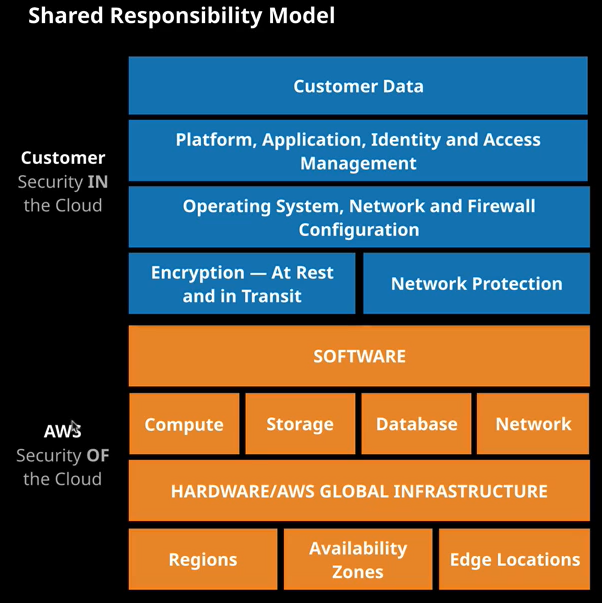 Shared Responsibility Model
Customer
Security IN
the Cloud
Customer Data
Platform, Application, Identity and Access
Management
Operating System, Network and Firewall
Configuration
Encryption — At Rest
and in Transit
Network Protection
AWS
Security OF
the Cloud
SOFTWARE
Compute
Storage
Database
Network
HARDWARE/AWS GLOBAL INFRASTRUCTURE
Regions
Availability
Zones
Edge Locations